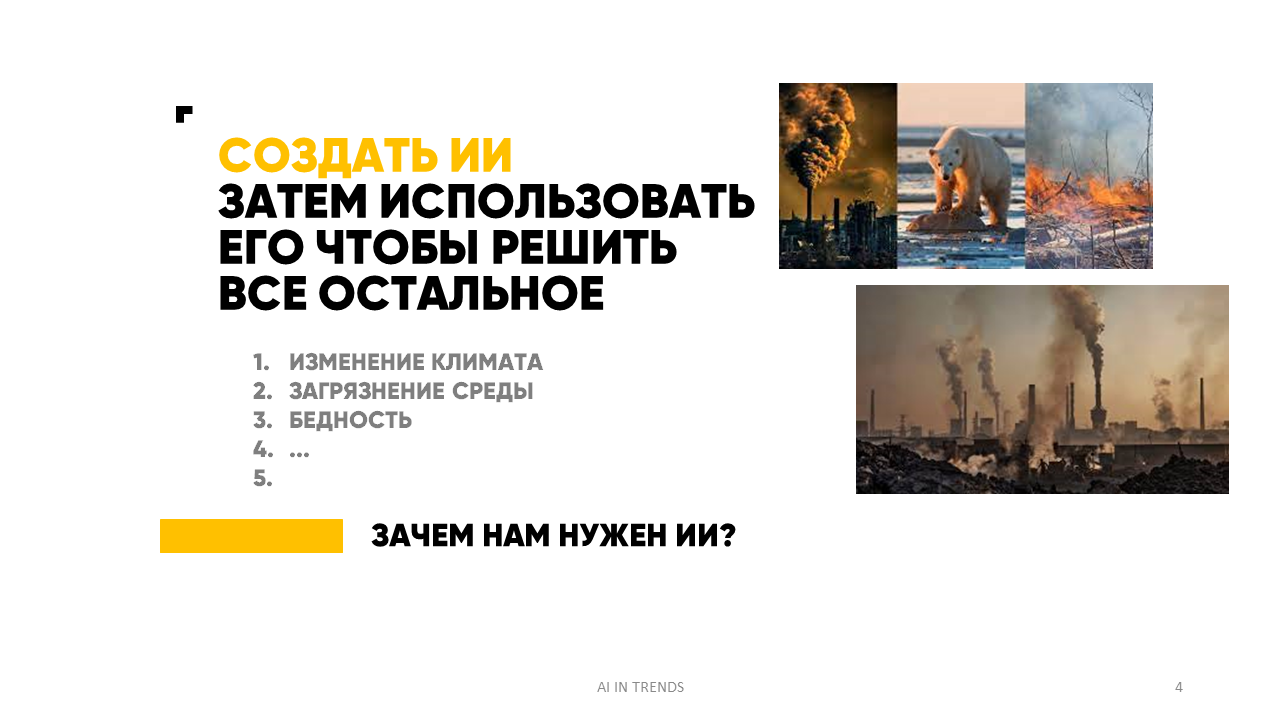 СОЗДАТЬ ИИ
ЗАТЕМ ИСПОЛЬЗОВАТЬ
ЕГО ЧТОБЫ РЕШИТЬ
ВСЕ ОСТАЛЬНОЕ
1. ИЗМЕНЕНИЕ КЛИМАТА
2. ЗАГРЯЗНЕНИЕ СРЕДЫ
3. БЕДНОСТЬ
4. ...
5.
ЗАЧЕМ НАМ НУЖЕН ИИ?
AI IN TRENDS
4